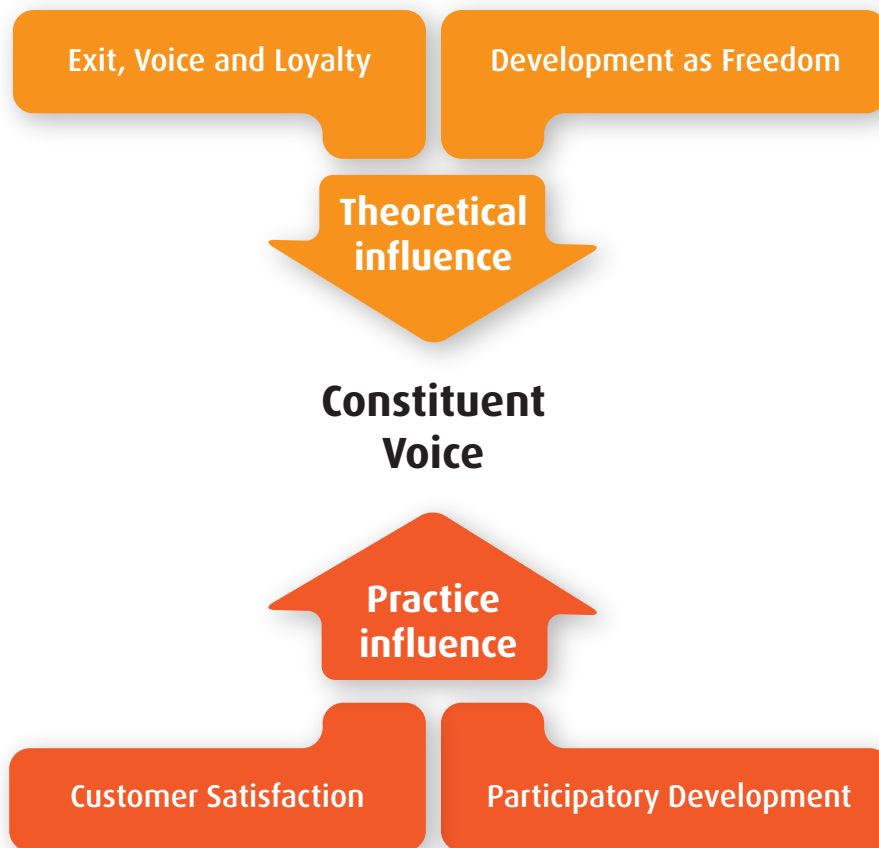 Exit, Voice and Loyalty
Development as Freedom
Theoretical
influence
Constituent
Voice
Practice
influence
Customer Satisfaction
Participatory Development